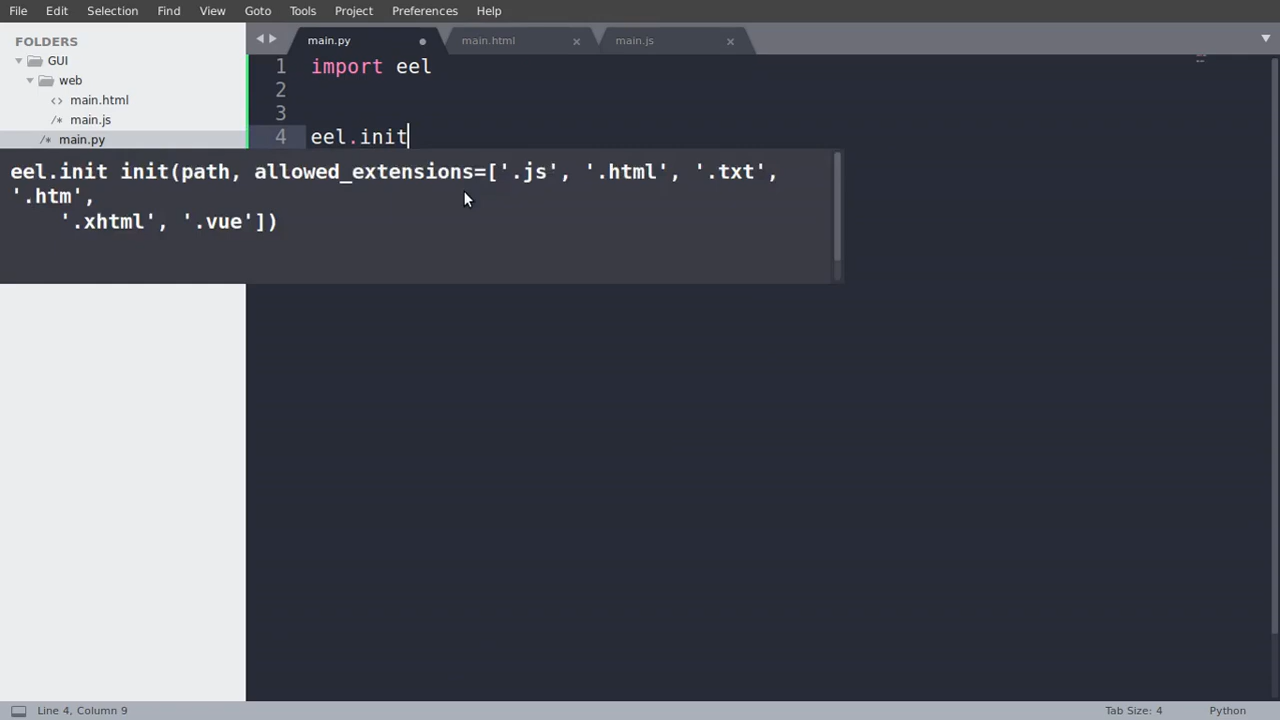 File Edit Selection Find View Goto Tools Project Preferences Help
FOLDERS
GUI
web
<> main.html
/* main.js
/* main.py
main.py main.html main.js
1 import eel
2
3
4 eel.init
eel.init init(path, allowed_extensions=['.js', '.html', '.txt',
'.htm',
'.xhtml', '.vue'])
Line 4, Column 9 Tab Size: 4 Python